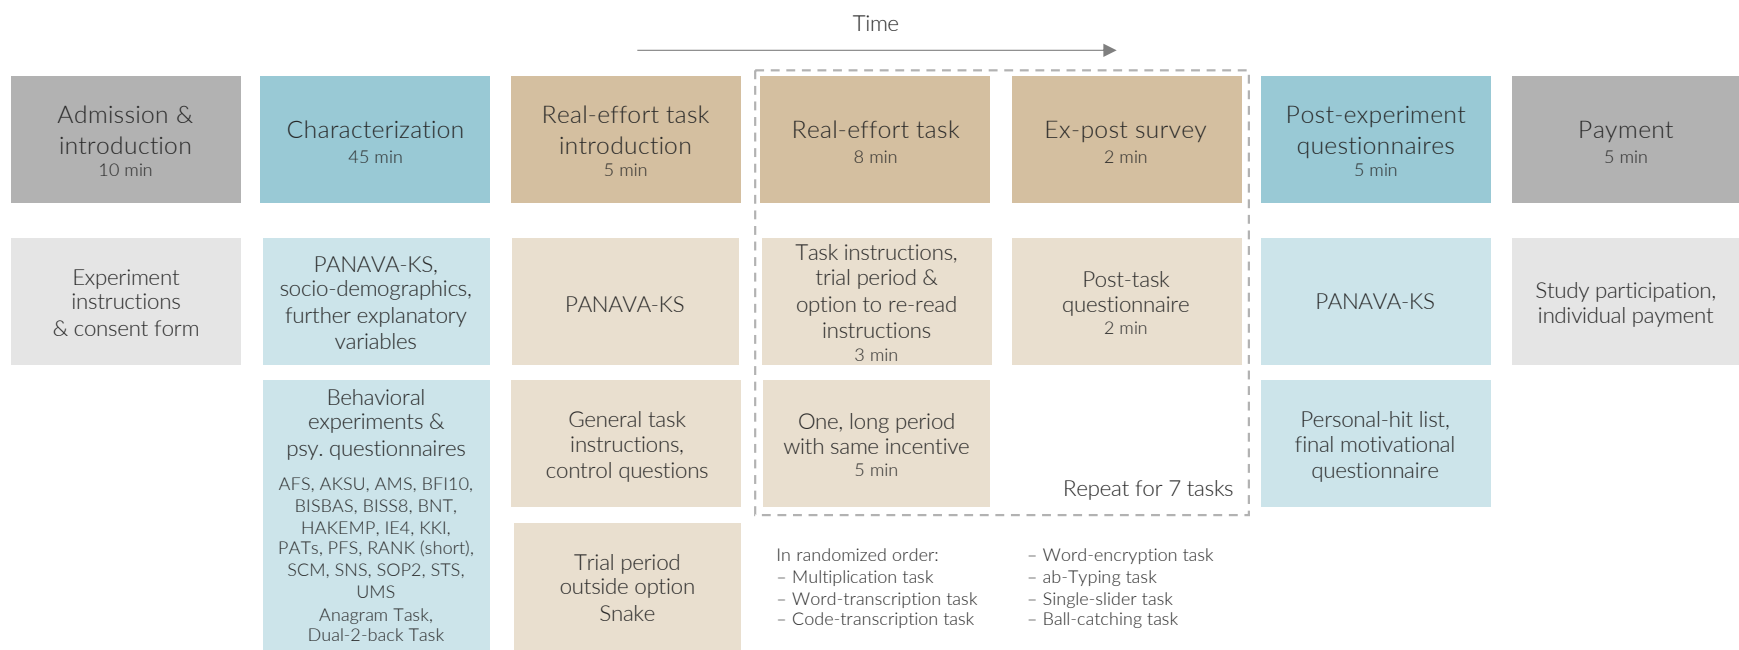 Time
Admission &
introduction
10 min
Characterization
45 min
Real-effort task
introduction
5 min
Real-effort task
8 min
Ex-post survey
2 min
Post-experiment
questionnaires
5 min
Payment
5 min
Experiment
instructions
& consent form
PANAVA-KS,
socio-demographics,
further explanatory
variables
PANAVA-KS
Task instructions,
trial period &
option to re-read
instructions
3 min
Post-task
questionnaire
2 min
PANAVA-KS
Study participation,
individual payment
Behavioral
experiments &
psy. questionnaires
AFS, AKSU, AMS, BFI10,
BISBAS, BISS8, BNT,
HAKEMP, IE4, KKI,
PATs, PFS, RANK (short),
SCM, SNS, SOP2, STS,
UMS
Anagram Task,
Dual-2-back Task
General task
instructions,
control questions
One, long period
with same incentive
5 min
Repeat for 7 tasks
Personal-hit list,
final motivational
questionnaire
Trial period
outside option
Snake
In randomized order:
– Multiplication task
– Word-transcription task
– Code-transcription task
– Word-encryption task
– ab-Typing task
– Single-slider task
– Ball-catching task